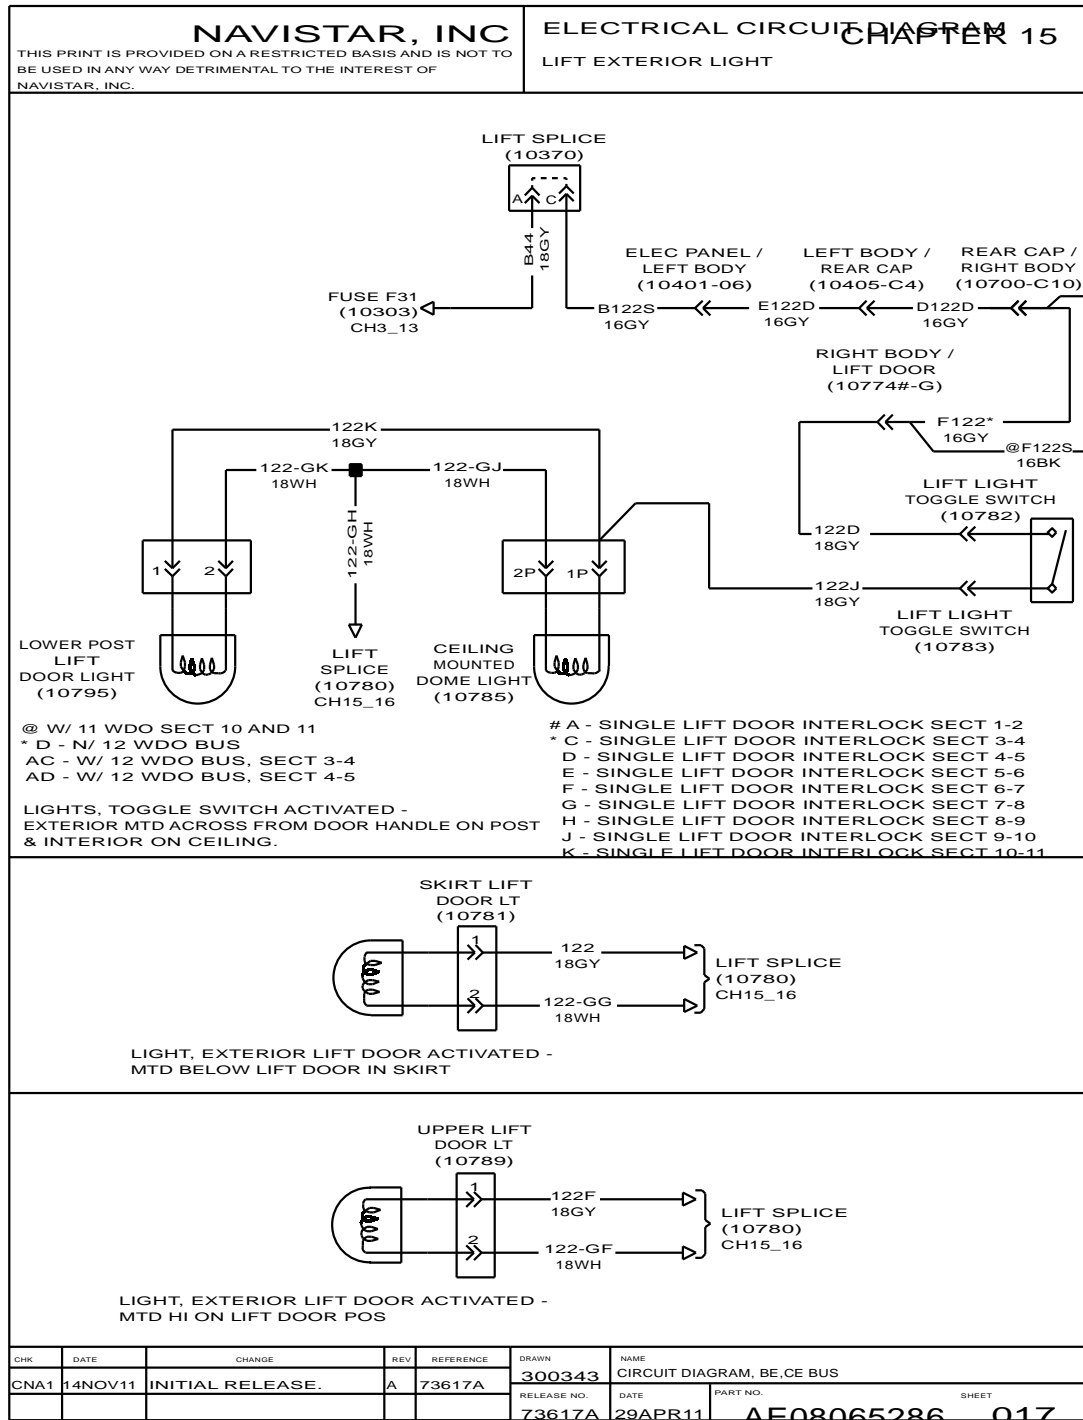 NAVISTAR, INC
THIS PRINT IS PROVIDED ON A RESTRICTED BASIS AND IS NOT TO
BE USED IN ANY WAY DETRIMENTAL TO THE INTEREST OF
NAVISTAR, INC.
ELECTRICAL CIRCUIT DIAGRAM
CHAPTER 15
LIFT EXTERIOR LIGHT
LIFT SPLICE
(10370)
A C
B44
18GY
FUSE F31
(10303)
CH3_13
ELEC PANEL /
LEFT BODY
(10401-06)
LEFT BODY /
REAR CAP
(10405-C4)
REAR CAP /
RIGHT BODY
(10700-C10)
B122S
16GY
E122D
16GY
D122D
16GY
RIGHT BODY /
LIFT DOOR
(10774#-G)
F122*
16GY
@F122S
16BK
122K
18GY
122-GK
18WH
122-GJ
18WH
122-GH
18WH
LIFT LIGHT
TOGGLE SWITCH
(10782)
122D
18GY
122J
18GY
LIFT LIGHT
TOGGLE SWITCH
(10783)
1 2
2P 1P
LOWER POST
LIFT
DOOR LIGHT
(10795)
LIFT
SPLICE
(10780)
CH15_16
CEILING
MOUNTED
DOME LIGHT
(10785)
@ W/ 11 WDO SECT 10 AND 11
* D - N/ 12 WDO BUS
AC - W/ 12 WDO BUS, SECT 3-4
AD - W/ 12 WDO BUS, SECT 4-5
LIGHTS, TOGGLE SWITCH ACTIVATED -
EXTERIOR MTD ACROSS FROM DOOR HANDLE ON POST
& INTERIOR ON CEILING.
# A - SINGLE LIFT DOOR INTERLOCK SECT 1-2
* C - SINGLE LIFT DOOR INTERLOCK SECT 3-4
D - SINGLE LIFT DOOR INTERLOCK SECT 4-5
E - SINGLE LIFT DOOR INTERLOCK SECT 5-6
F - SINGLE LIFT DOOR INTERLOCK SECT 6-7
G - SINGLE LIFT DOOR INTERLOCK SECT 7-8
H - SINGLE LIFT DOOR INTERLOCK SECT 8-9
J - SINGLE LIFT DOOR INTERLOCK SECT 9-10
K - SINGLE LIFT DOOR INTERLOCK SECT 10-11
SKIRT LIFT
DOOR LT
(10781)
1
2
122
18GY
122-GG
18WH
LIFT SPLICE
(10780)
CH15_16
LIGHT, EXTERIOR LIFT DOOR ACTIVATED -
MTD BELOW LIFT DOOR IN SKIRT
UPPER LIFT
DOOR LT
(10789)
1
2
122F
18GY
122-GF
18WH
LIFT SPLICE
(10780)
CH15_16
LIGHT, EXTERIOR LIFT DOOR ACTIVATED -
MTD HI ON LIFT DOOR POS
CHK DATE CHANGE REV REFERENCE
CNA1 14NOV11 INITIAL RELEASE. A 73617A
DRAWN
300343
NAME
CIRCUIT DIAGRAM, BE,CE BUS
RELEASE NO.
73617A
DATE
29APR11
PART NO.
AE08065286
SHEET
017